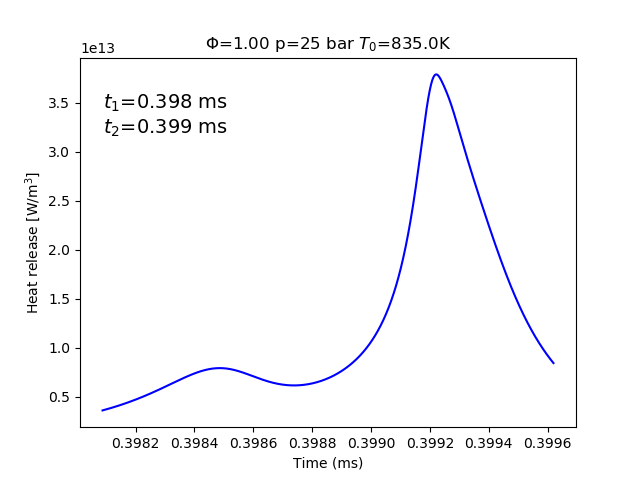 Φ=1.00 p=25 bar T₀=835.0K
1e13
t₁=0.398 ms
t₂=0.399 ms
3.5
3.0
2.5
2.0
1.5
1.0
0.5
Heat release [W/m³]
0.3982 0.3984 0.3986 0.3988 0.3990 0.3992 0.3994 0.3996
Time (ms)